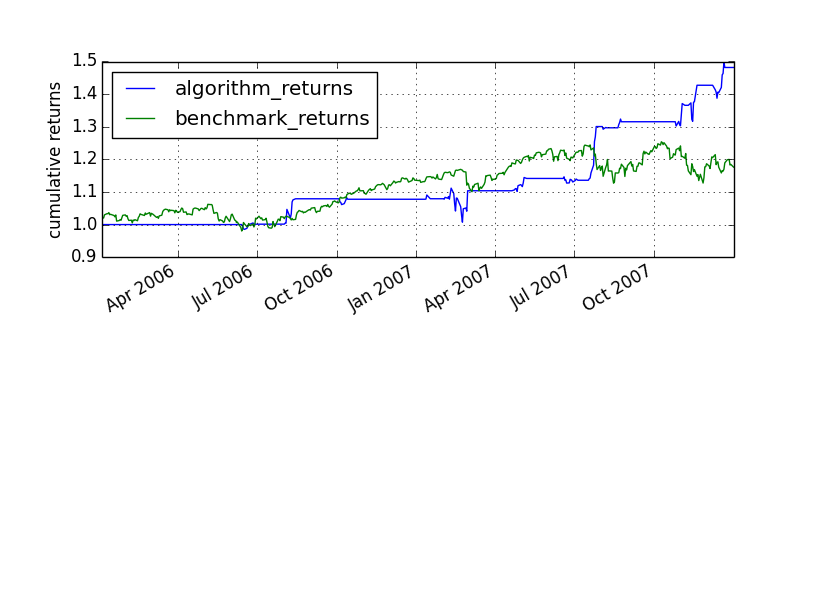 1.5
algorithm_returns
1.4
benchmark_returns
1.3
1.2
1.1
1.0
0.9
cumulative returns
Apr 2006
Jul 2006
Oct 2006
Jan 2007
Apr 2007
Jul 2007
Oct 2007